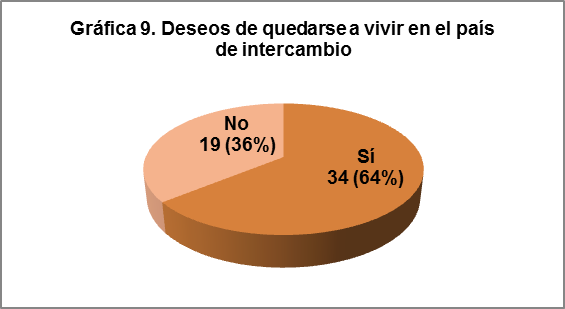 Gráfica 9. Deseos de quedarse a vivir en el país
de intercambio
No
19 (36%)
Sí
34 (64%)